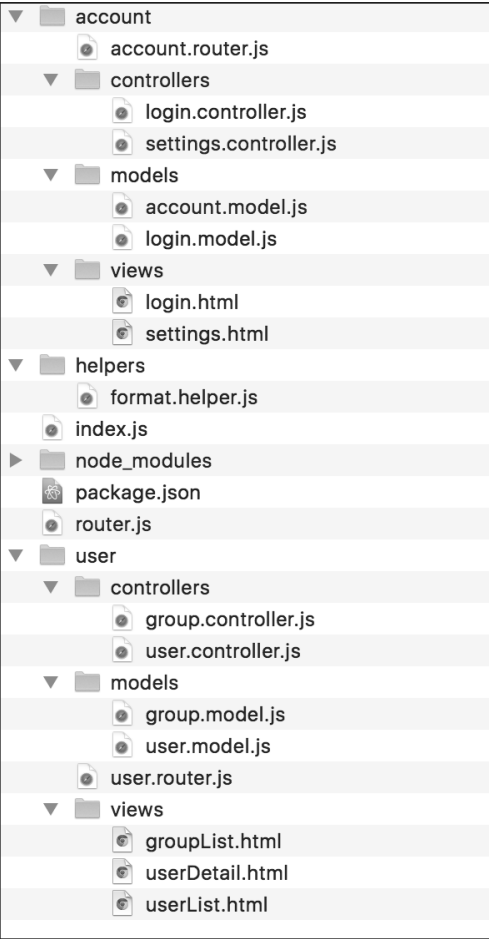 account
account.router.js
controllers
login.controller.js
settings.controller.js
models
account.model.js
login.model.js
views
login.html
settings.html
helpers
format.helper.js
index.js
node_modules
package.json
router.js
user
controllers
group.controller.js
user.controller.js
models
group.model.js
user.model.js
user.router.js
views
groupList.html
userDetail.html
userList.html